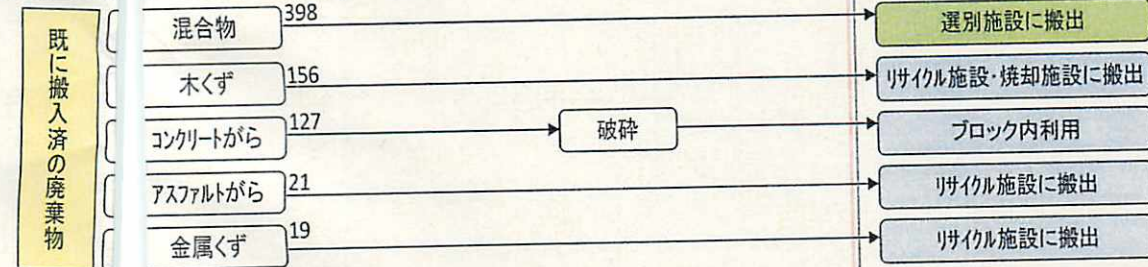 既に搬入済の廃棄物
混合物 398 選別施設に搬出
木くず 156 リサイクル施設・焼却施設に搬出
コンクリートがら 127 破砕 ブロック内利用
アスファルトがら 21 リサイクル施設に搬出
金属くず 19 リサイクル施設に搬出